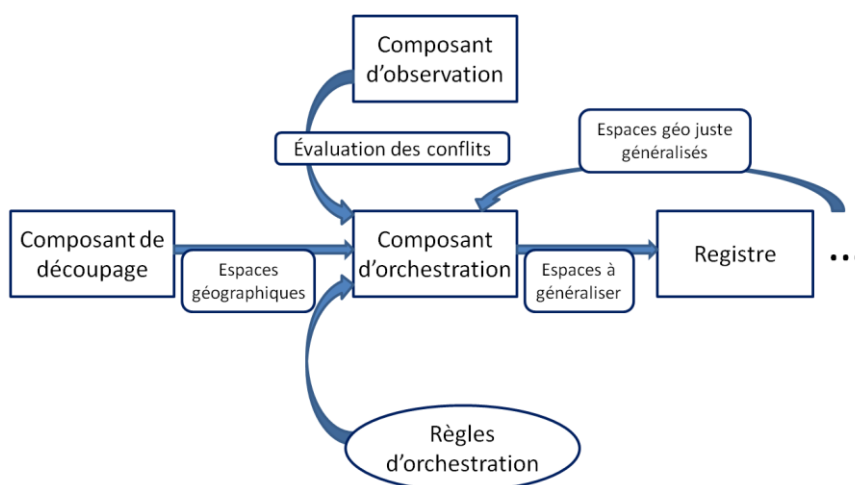 Composant
d'observation
Espaces géo juste
généralisés
Évaluation des conflits
Composant de
découpage
Espaces
géographiques
Composant
d'orchestration
Espaces à
généraliser
Registre
...
Règles
d'orchestration